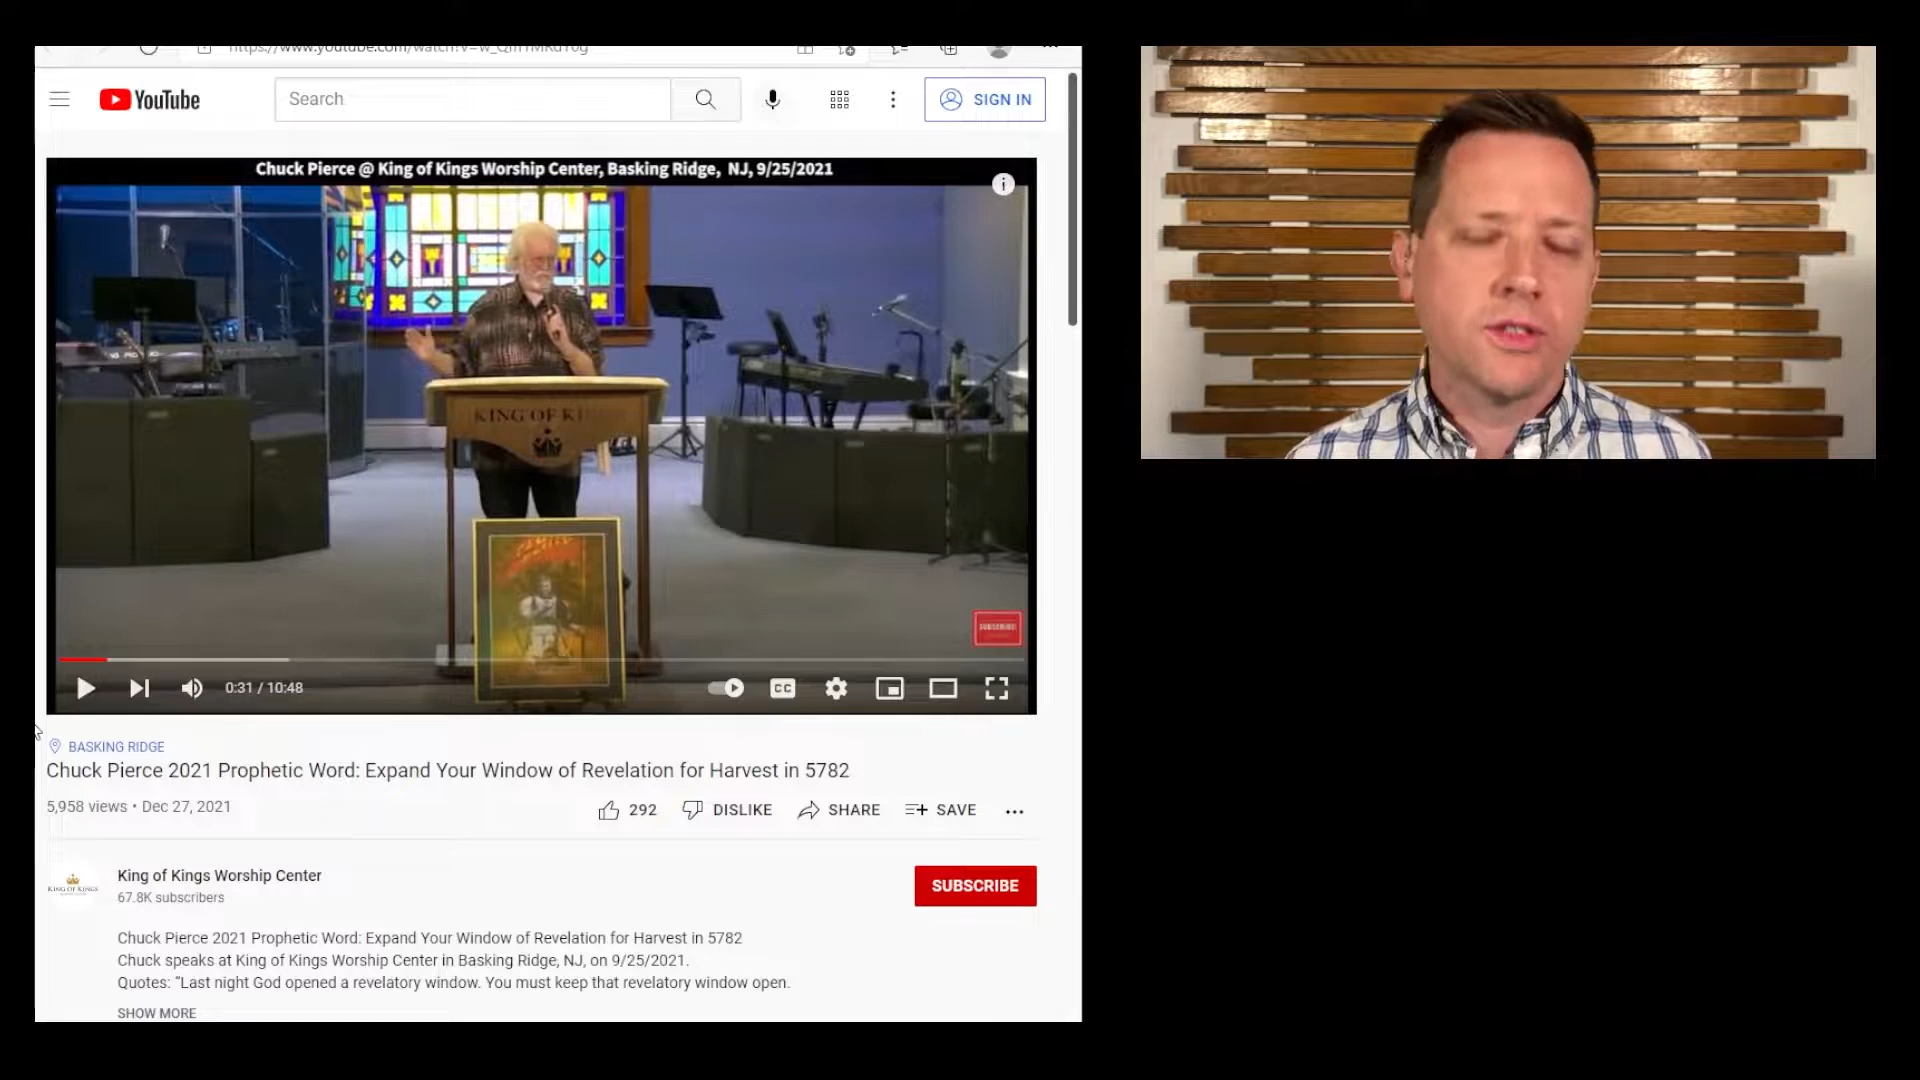 YouTube
Search
SIGN IN
Chuck Pierce @ King of Kings Worship Center, Basking Ridge, NJ, 9/25/2021
KING OF
SUBSCRIBE
0:31 / 10:48
CC
BASKING RIDGE
Chuck Pierce 2021 Prophetic Word: Expand Your Window of Revelation for Harvest in 5782
5,958 views • Dec 27, 2021
292
DISLIKE
SHARE
SAVE
KING OF KINGS
King of Kings Worship Center
67.8K subscribers
SUBSCRIBE
Chuck Pierce 2021 Prophetic Word: Expand Your Window of Revelation for Harvest in 5782
Chuck speaks at King of Kings Worship Center in Basking Ridge, NJ, on 9/25/2021.
Quotes: “Last night God opened a revelatory window. You must keep that revelatory window open.
SHOW MORE